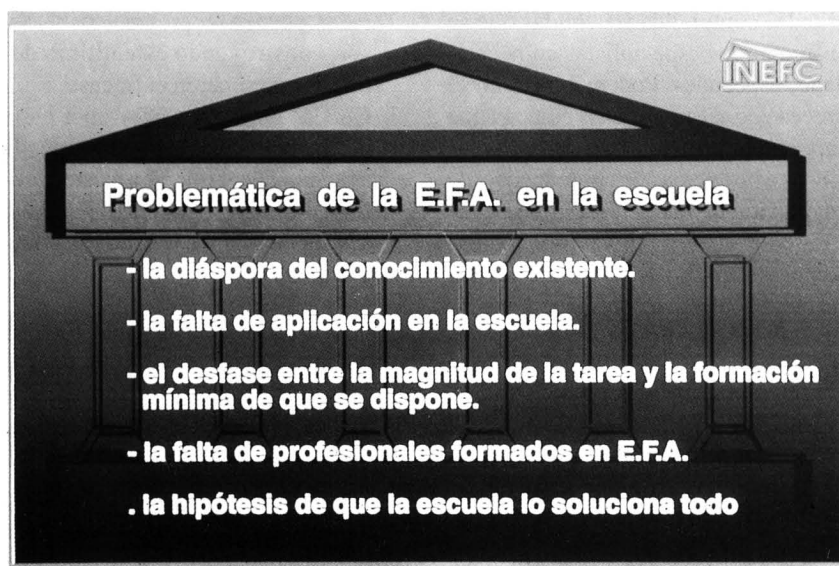 INEFC
Problemática de la E.F.A. en la escuela
- la diáspora del conocimiento existente.
- la falta de aplicación en la escuela.
- el desfase entre la magnitud de la tarea y la formación
mínima de que se dispone.
- la falta de profesionales formados en E.F.A.
. la hipótesis de que la escuela lo soluciona todo